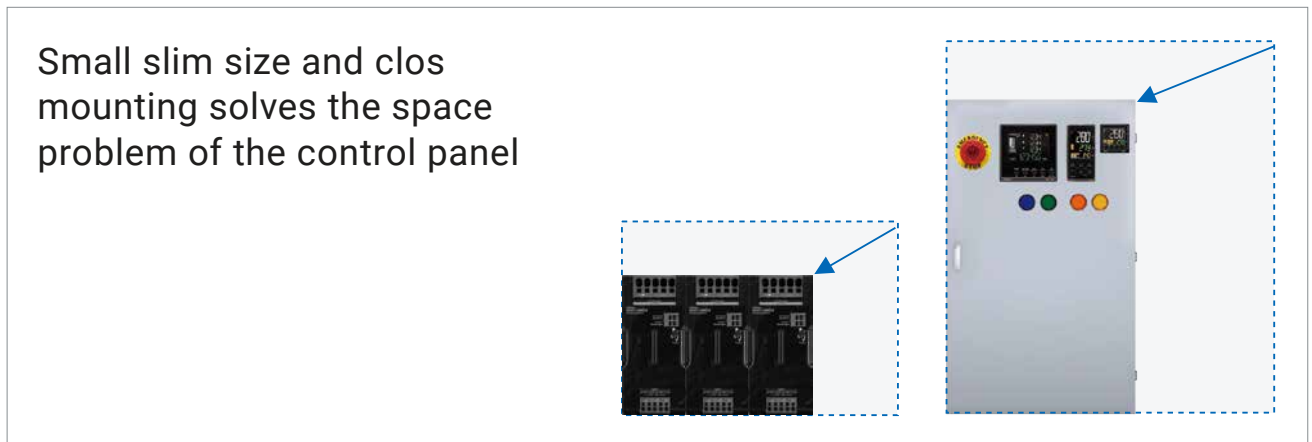 Small slim size and clos
mounting solves the space
problem of the control panel